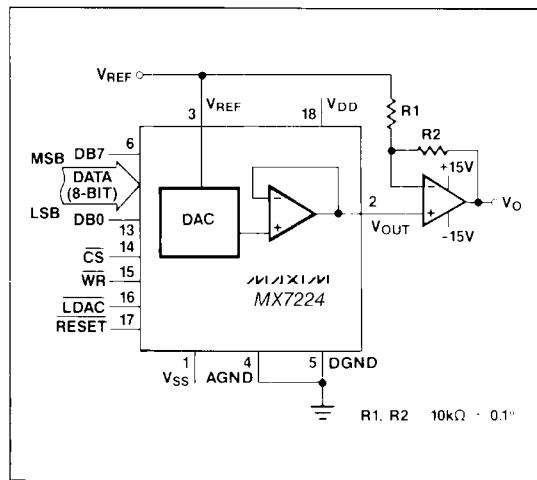 VREF
VREF
3
18
VDD
R1
R2
6
MSB DB7
DATA
(8-BIT)
LSB DB0
13
14
CS
15
WR
16
LDAC
17
RESET
DAC
-
+
2
VOUT
-
+
+15V
-15V
VO
MAXIM
MX7224
1
VSS
4
AGND
5
DGND
R1, R2 10kΩ